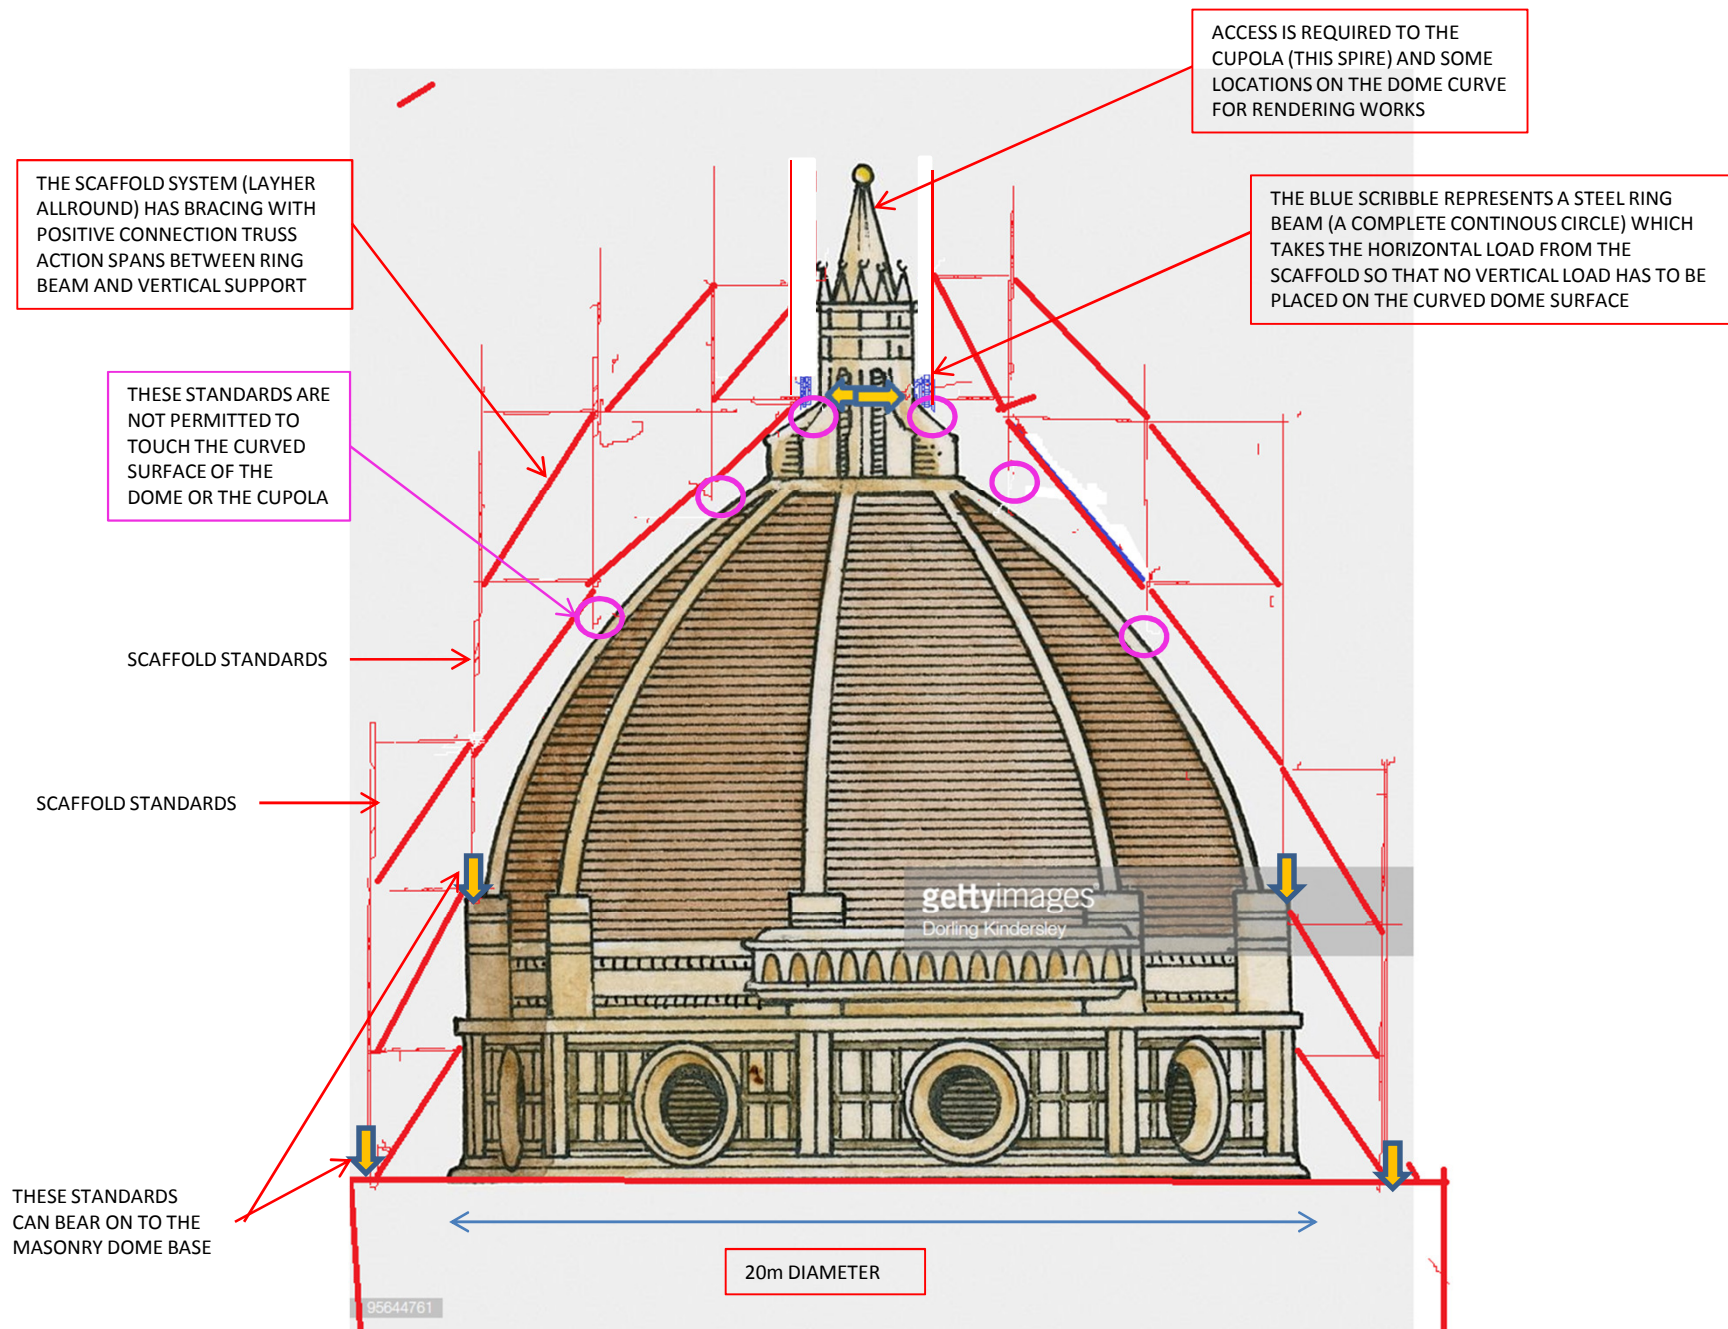 ACCESS IS REQUIRED TO THE
CUPOLA (THIS SPIRE) AND SOME
LOCATIONS ON THE DOME CURVE
FOR RENDERING WORKS
THE SCAFFOLD SYSTEM (LAYHER
ALLROUND) HAS BRACING WITH
POSITIVE CONNECTION TRUSS
ACTION SPANS BETWEEN RING
BEAM AND VERTICAL SUPPORT
THE BLUE SCRIBBLE REPRESENTS A STEEL RING
BEAM (A COMPLETE CONTINOUS CIRCLE) WHICH
TAKES THE HORIZONTAL LOAD FROM THE
SCAFFOLD SO THAT NO VERTICAL LOAD HAS TO BE
PLACED ON THE CURVED DOME SURFACE
THESE STANDARDS ARE
NOT PERMITTED TO
TOUCH THE CURVED
SURFACE OF THE
DOME OR THE CUPOLA
SCAFFOLD STANDARDS
SCAFFOLD STANDARDS
gettyimages
Dorling Kindersley
THESE STANDARDS
CAN BEAR ON TO THE
MASONRY DOME BASE
20m DIAMETER
95644761